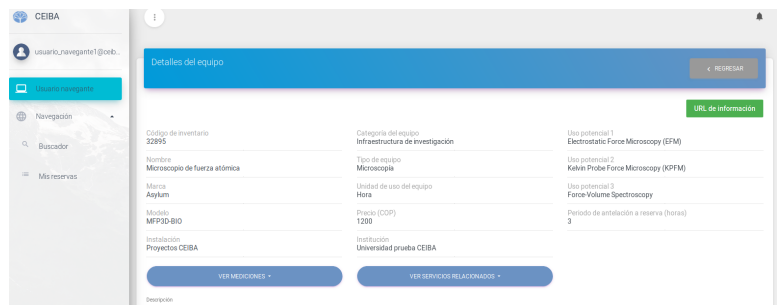 CEIBA
usuario_navegante1@ceib...
Usuario navegante
Navegación
Buscador
Mis reservas
Detalles del equipo
< REGRESAR
URL de información
Código de inventario
32895
Categoría del equipo
Infraestructura de investigación
Uso potencial 1
Electrostatic Force Microscopy (EFM)
Nombre
Microscopio de fuerza atómica
Tipo de equipo
Microscopía
Uso potencial 2
Kelvin Probe Force Microscopy (KPFM)
Marca
Asylum
Unidad de uso del equipo
Hora
Uso potencial 3
Force-Volume Spectroscopy
Modelo
MFP3D-BIO
Precio (COP)
1200
Periodo de antelación a reserva (horas)
3
Instalación
Proyectos CEIBA
Institución
Universidad prueba CEIBA
VER MEDICIONES
VER SERVICIOS RELACIONADOS
Descripción